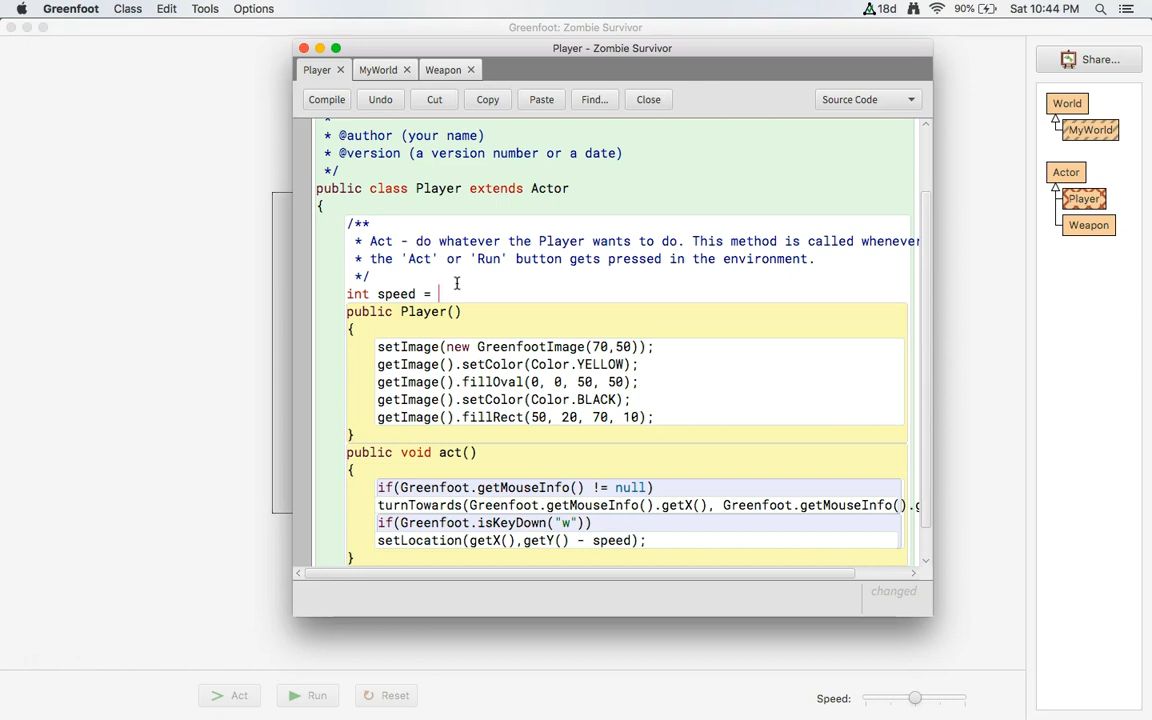 Greenfoot Class Edit Tools Options 18d 90% Sat 10:44 PM
Greenfoot: Zombie Survivor
Player - Zombie Survivor
Player MyWorld Weapon
Compile Undo Cut Copy Paste Find... Close Source Code
*
* @author (your name)
* @version (a version number or a date)
*/
public class Player extends Actor
{
/**
* Act - do whatever the Player wants to do. This method is called whenever
* the 'Act' or 'Run' button gets pressed in the environment.
*/
int speed =
public Player()
{
setImage(new GreenfootImage(70,50));
getImage().setColor(Color.YELLOW);
getImage().fillOval(0, 0, 50, 50);
getImage().setColor(Color.BLACK);
getImage().fillRect(50, 20, 70, 10);
}
public void act()
{
if(Greenfoot.getMouseInfo() != null)
turnTowards(Greenfoot.getMouseInfo().getX(), Greenfoot.getMouseInfo().g
if(Greenfoot.isKeyDown("w"))
setLocation(getX(),getY() - speed);
}
changed
Share...
World
MyWorld
Actor
Player
Weapon
Act Run Reset Speed: